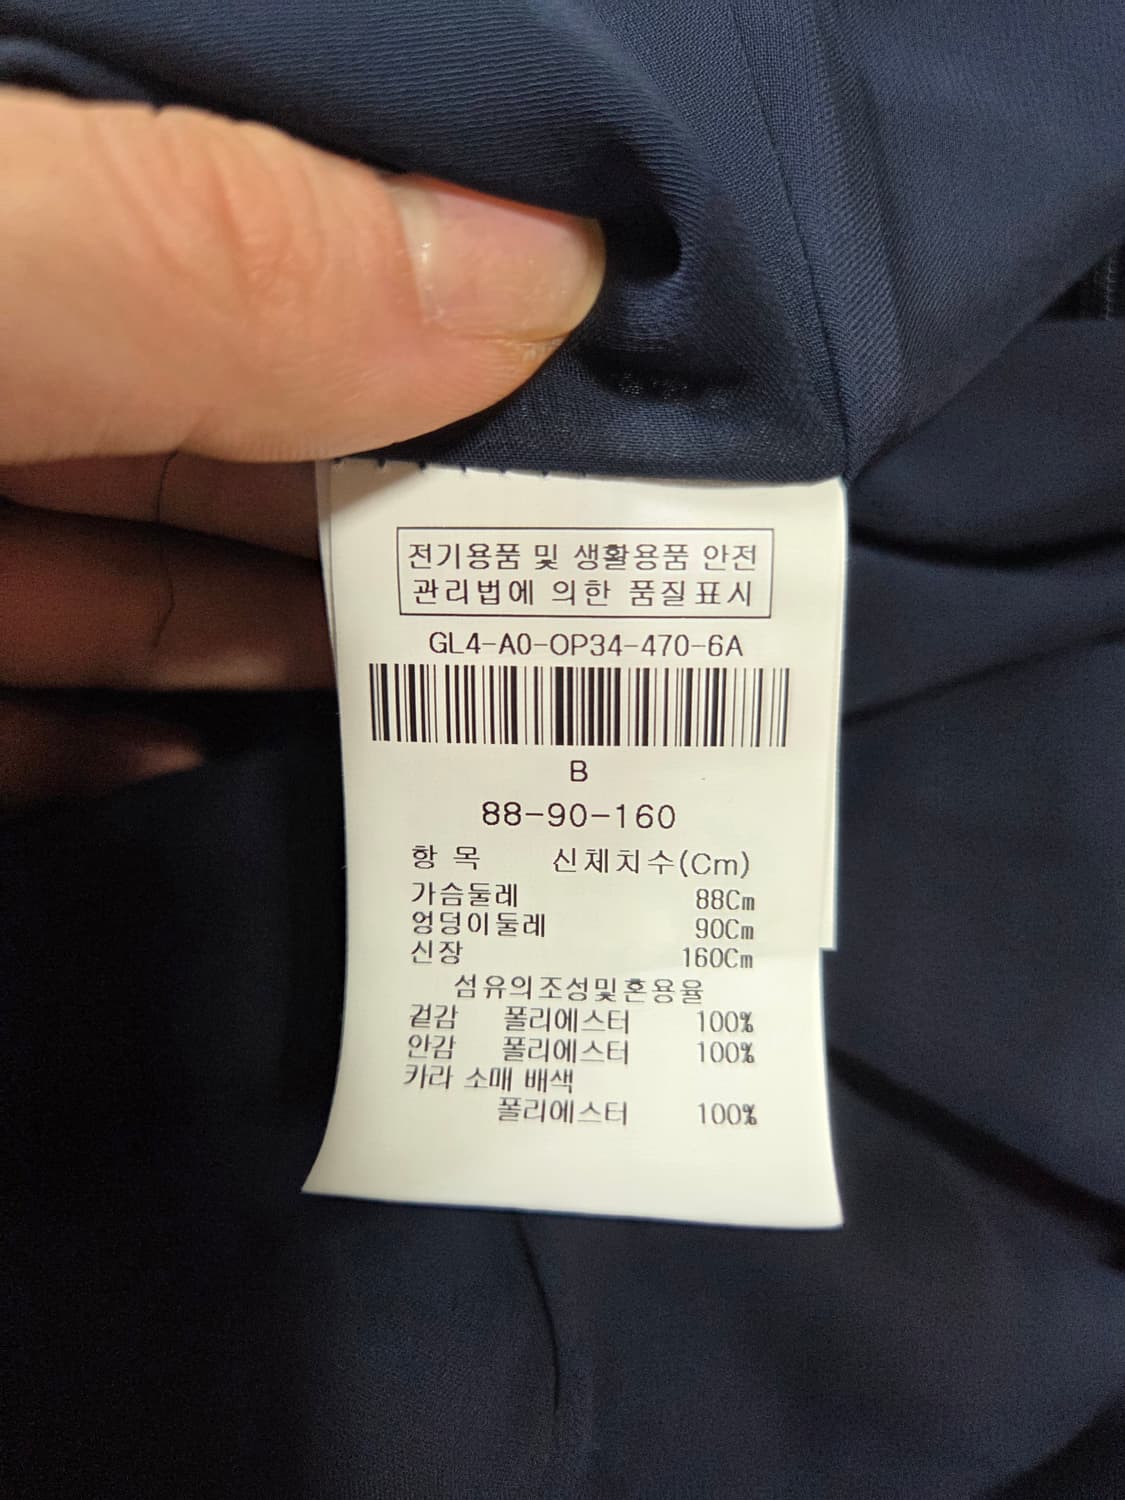 전기용품 및 생활용품 안전
관리법에 의한 품질표시
GL4-A0-OP34-470-6A
B
88-90-160
항 목 신체치수(Cm)
가슴둘레 88Cm
엉덩이둘레 90Cm
신장 160Cm
섬유의조성및혼용율
겉감 폴리에스터 100%
안감 폴리에스터 100%
카라 소매 배색
폴리에스터 100%